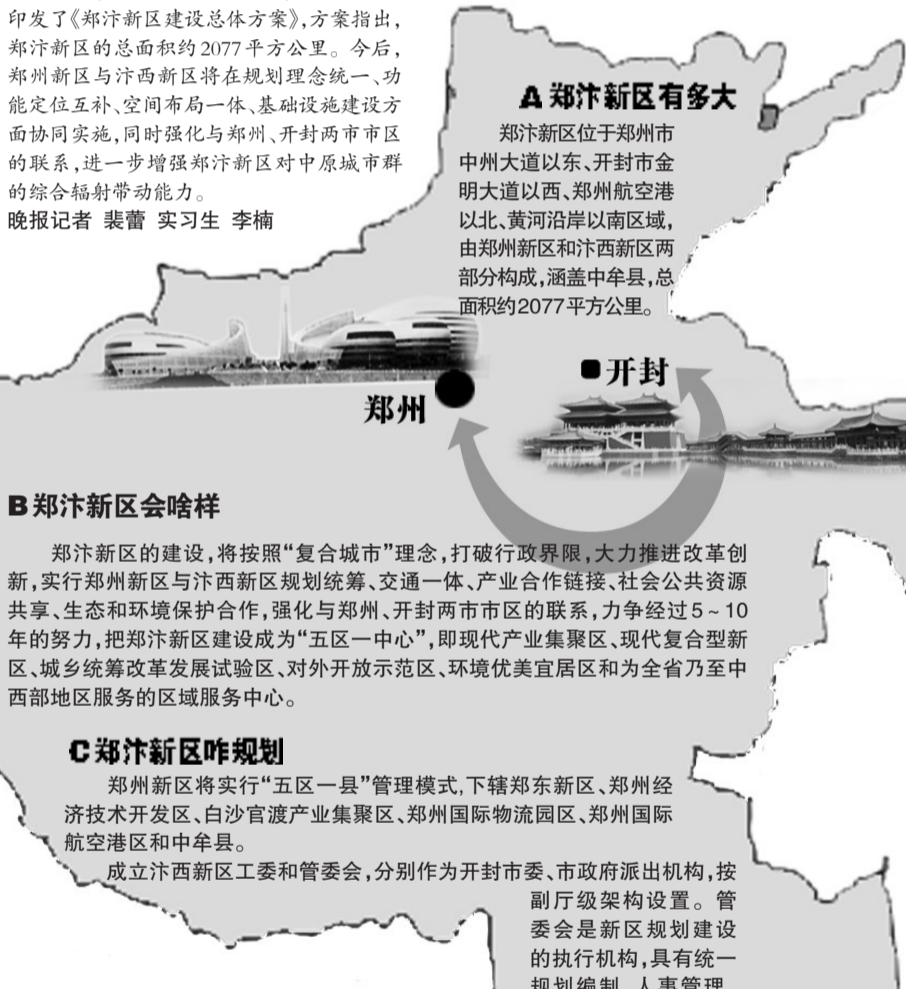 印发了《郑汴新区建设总体方案》,方案指出,
郑汴新区的总面积约2077平方公里。今后,
郑州新区与汴西新区将在规划理念统一、功
能定位互补、空间布局一体、基础设施建设方
面协同实施,同时强化与郑州、开封两市市区
的联系,进一步增强郑汴新区对中原城市群
的综合辐射带动能力。
晚报记者 裴蕾 实习生 李楠
A 郑汴新区有多大
郑汴新区位于郑州市
中州大道以东、开封市金
明大道以西、郑州航空港
以北、黄河沿岸以南区域,
由郑州新区和汴西新区两
部分构成,涵盖中牟县,总
面积约2077平方公里。
开封
郑州
B 郑汴新区会啥样
郑汴新区的建设,将按照“复合城市”理念,打破行政界限,大力推进改革创
新,实行郑州新区与汴西新区规划统筹、交通一体、产业合作链接、社会公共资源
共享、生态和环境保护合作,强化与郑州、开封两市市区的联系,力争经过5~10
年的努力,把郑汴新区建设成为“五区一中心”,即现代产业集聚区、现代复合型新
区、城乡统筹改革发展试验区、对外开放示范区、环境优美宜居区和为全省乃至中
西部地区服务的区域服务中心。
C 郑汴新区咋规划
郑州新区将实行“五区一县”管理模式,下辖郑东新区、郑州经
济技术开发区、白沙官渡产业集聚区、郑州国际物流园区、郑州国际
航空港区和中牟县。
成立汴西新区工委和管委会,分别作为开封市委、市政府派出机构,按
副厅级架构设置。管
委会是新区规划建设
的执行机构,具有统一
规划编制、人事管理、